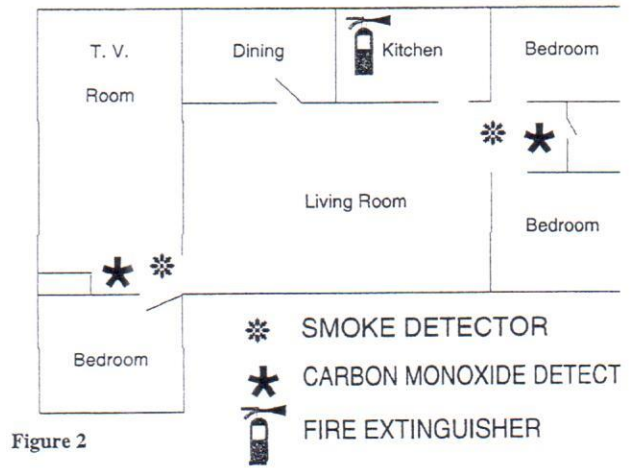 T. V.
Room
Dining
Kitchen
Bedroom
Living Room
Bedroom
Bedroom
SMOKE DETECTOR
CARBON MONOXIDE DETECT
FIRE EXTINGUISHER
Figure 2